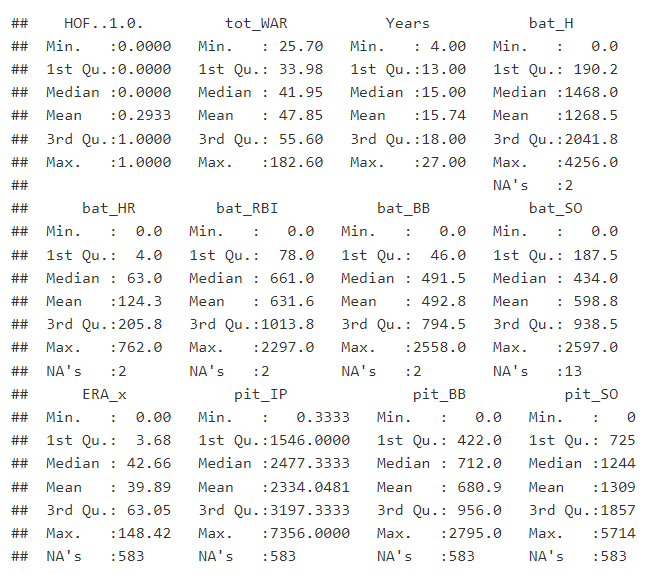 ##    HOF..1.0.         tot_WAR           Years           bat_H
##  Min.   :0.0000   Min.   : 25.70   Min.   : 4.00   Min.   :   0.0
##  1st Qu.:0.0000   1st Qu.: 33.98   1st Qu.:13.00   1st Qu.: 190.2
##  Median :0.0000   Median : 41.95   Median :15.00   Median :1468.0
##  Mean   :0.2933   Mean   : 47.85   Mean   :15.74   Mean   :1268.5
##  3rd Qu.:1.0000   3rd Qu.: 55.60   3rd Qu.:18.00   3rd Qu.:2041.8
##  Max.   :1.0000   Max.   :182.60   Max.   :27.00   Max.   :4256.0
##                                                    NA's   :2
##      bat_HR         bat_RBI           bat_BB           bat_SO
##  Min.   :  0.0   Min.   :   0.0   Min.   :   0.0   Min.   :   0.0
##  1st Qu.:  4.0   1st Qu.:  78.0   1st Qu.:  46.0   1st Qu.: 187.5
##  Median : 63.0   Median : 661.0   Median : 491.5   Median : 434.0
##  Mean   :124.3   Mean   : 631.6   Mean   : 492.8   Mean   : 598.8
##  3rd Qu.:205.8   3rd Qu.:1013.8   3rd Qu.: 794.5   3rd Qu.: 938.5
##  Max.   :762.0   Max.   :2297.0   Max.   :2558.0   Max.   :2597.0
##  NA's   :2       NA's   :2        NA's   :2        NA's   :13
##      ERA_x            pit_IP              pit_BB           pit_SO
##  Min.   :  0.00   Min.   :   0.3333   Min.   :   0.0   Min.   :   0
##  1st Qu.:  3.68   1st Qu.:1546.0000   1st Qu.: 422.0   1st Qu.: 725
##  Median : 42.66   Median :2477.3333   Median : 712.0   Median :1244
##  Mean   : 39.89   Mean   :2334.0481   Mean   : 680.9   Mean   :1309
##  3rd Qu.: 63.05   3rd Qu.:3197.3333   3rd Qu.: 956.0   3rd Qu.:1857
##  Max.   :148.42   Max.   :7356.0000   Max.   :2795.0   Max.   :5714
##  NA's   :583      NA's   :583         NA's   :583      NA's   :583